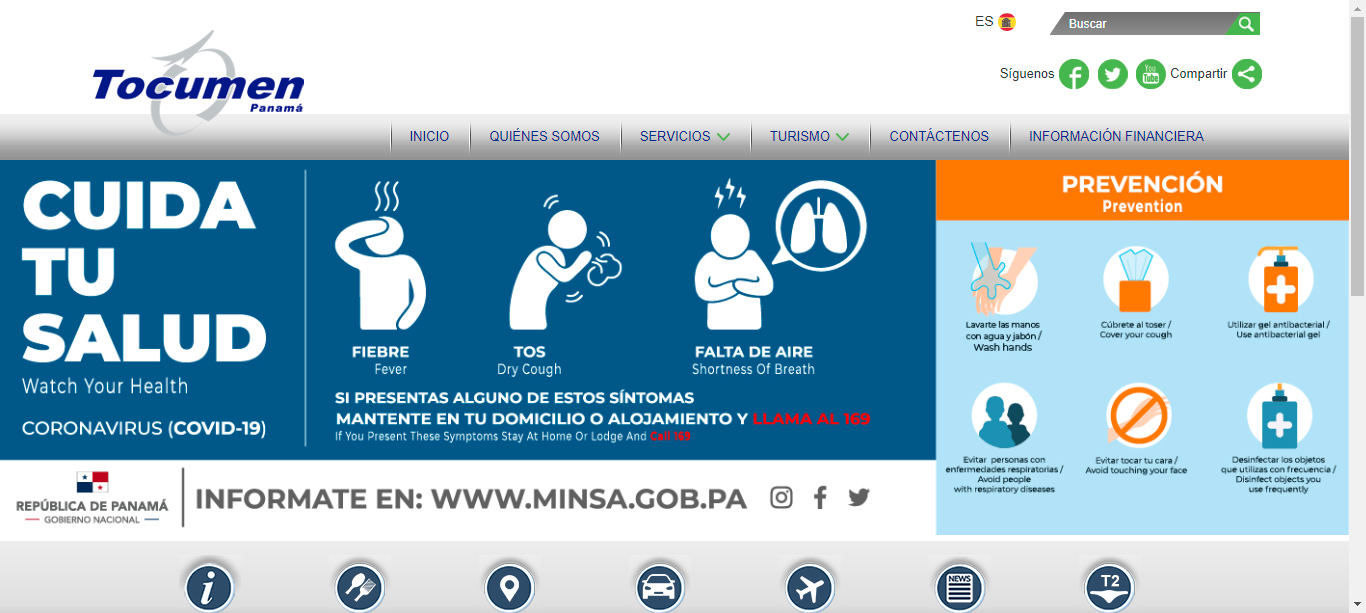 ES
Buscar
Tocumen
Panamá
Síguenos
You
Tube
Compartir
INICIO
QUIÉNES SOMOS
SERVICIOS
TURISMO
CONTÁCTENOS
INFORMACIÓN FINANCIERA
CUIDA
TU
SALUD
Watch Your Health
CORONAVIRUS (COVID-19)
FIEBRE
Fever
TOS
Dry Cough
FALTA DE AIRE
Shortness Of Breath
SI PRESENTAS ALGUNO DE ESTOS SÍNTOMAS
MANTENTE EN TU DOMICILIO O ALOJAMIENTO Y LLAMA AL 169
If You Present These Symptoms Stay At Home Or Lodge And Call 169
PREVENCIÓN
Prevention
Lavarte las manos
con agua y jabón /
Wash hands
Cúbrete al toser /
Cover your cough
Utilizar gel antibacterial /
Use antibacterial gel
Evitar personas con
enfermedades respiratorias /
Avoid people
with respiratory diseases
Evitar tocar tu cara /
Avoid touching your face
Desinfectar los objetos
que utilizas con frecuencia /
Disinfect objects you
use frequently
REPÚBLICA DE PANAMÁ
GOBIERNO NACIONAL
INFORMATE EN: WWW.MINSA.GOB.PA
i
NEWS
T2